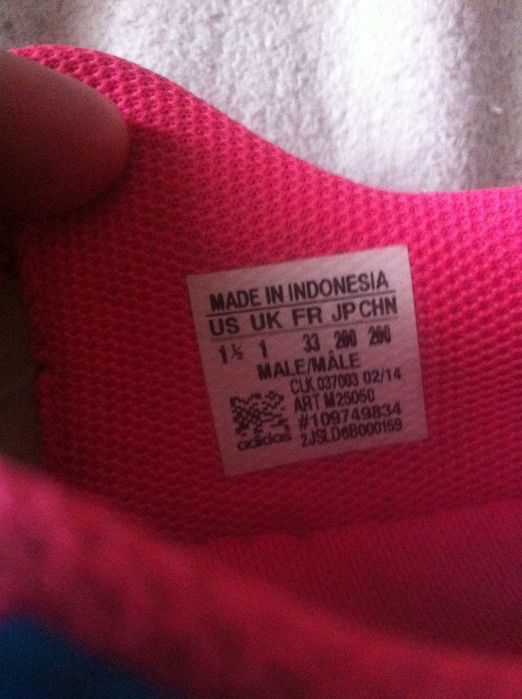 MADE IN INDONESIA
US UK FR JP CHN
1½ 1 33 200 200
MALE/MÂLE
CLK 037003 02/14
ART M25050
#109749834
adidas 2JSLD6B000159